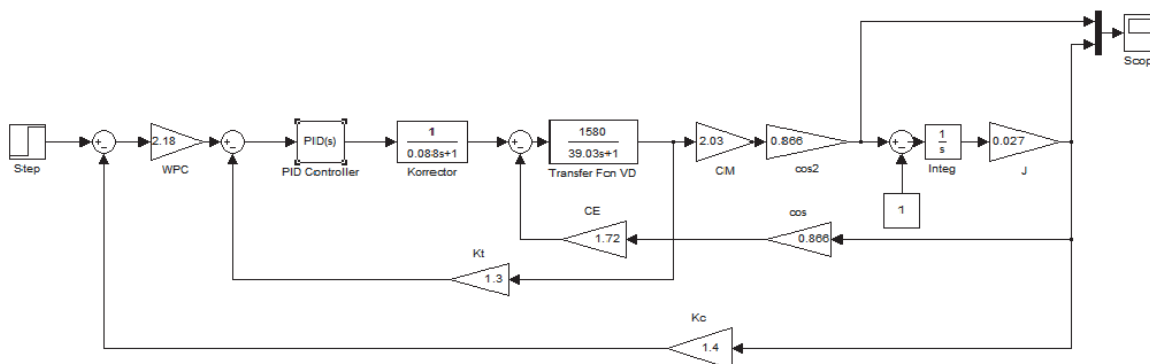 Scop
Step
2.18
WPC
PID(s)
PID Controller
1
0.088s+1
Korrector
1580
39.03s+1
Transfer Fcn VD
2.03
CM
0.866
cos2
1
s
Integ
0.027
J
1
CE
1.72
cos
0.866
Kt
1.3
Kc
1.4